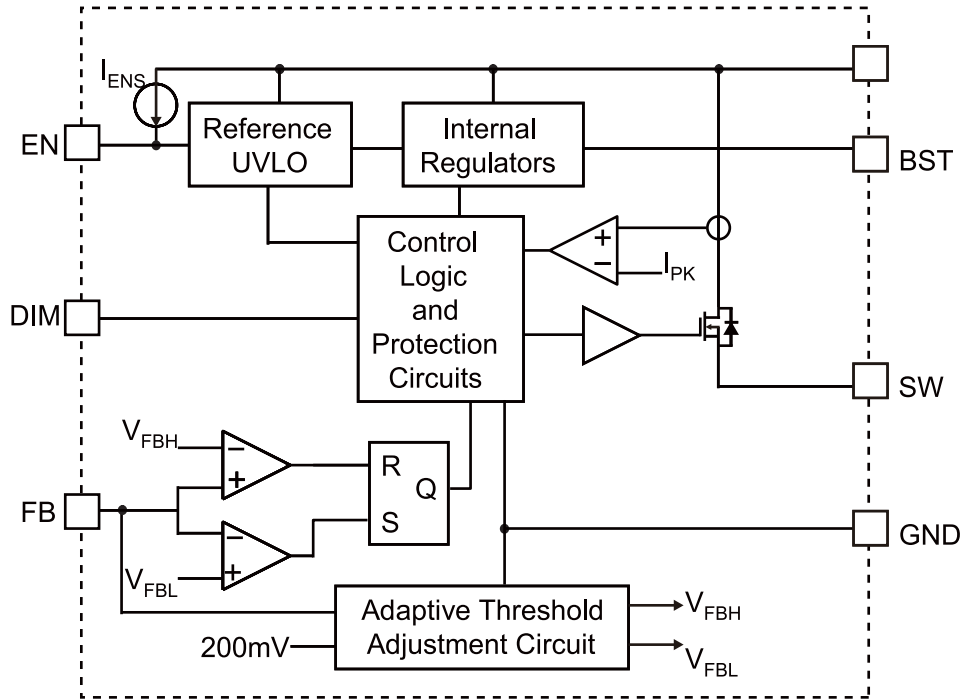 I_ENS
EN
Reference
UVLO
Internal
Regulators
BST
Control
Logic
and
Protection
Circuits
+
−
I_PK
DIM
SW
V_FBH
−
+
R
Q
S
FB
−
+
V_FBL
GND
Adaptive Threshold
Adjustment Circuit
200mV
V_FBH
V_FBL